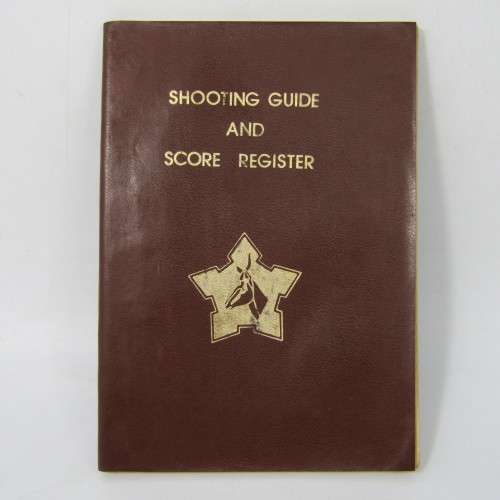 SHOOTING GUIDE
AND
SCORE REGISTER